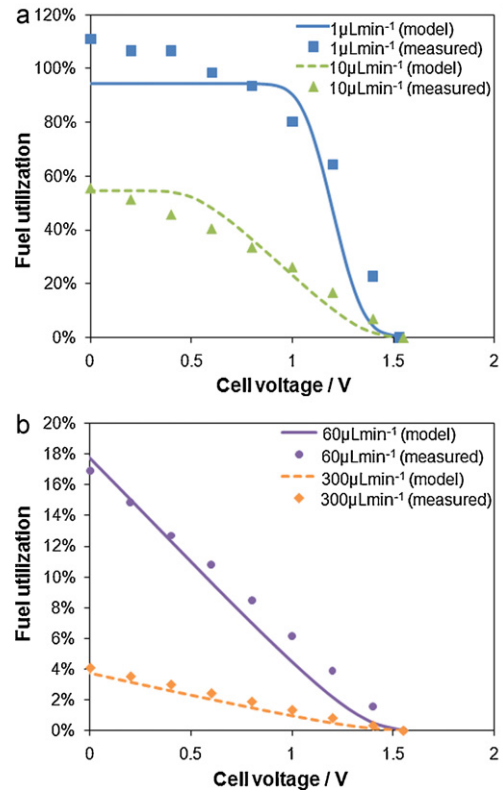 a
120%
100%
80%
60%
40%
20%
0%
Fuel utilization
1µLmin⁻¹ (model)
1µLmin⁻¹ (measured)
10µLmin⁻¹ (model)
10µLmin⁻¹ (measured)
0 0.5 1 1.5 2
Cell voltage / V
b
20%
18%
16%
14%
12%
10%
8%
6%
4%
2%
0%
Fuel utilization
60µLmin⁻¹ (model)
60µLmin⁻¹ (measured)
300µLmin⁻¹ (model)
300µLmin⁻¹ (measured)
0 0.5 1 1.5 2
Cell voltage / V